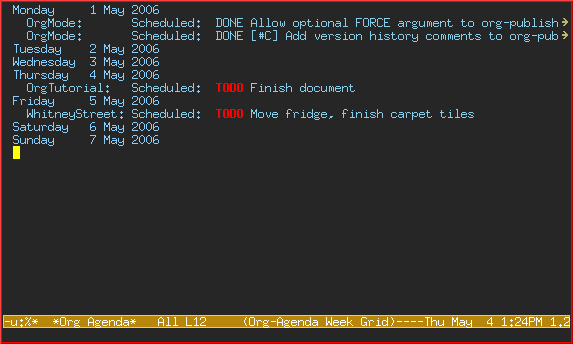 Monday 1 May 2006
OrgMode: Scheduled: DONE Allow optional FORCE argument to org-publish
OrgMode: Scheduled: DONE [#C] Add version history comments to org-pub
Tuesday 2 May 2006
Wednesday 3 May 2006
Thursday 4 May 2006
OrgTutorial: Scheduled: TODO Finish document
Friday 5 May 2006
WhitneyStreet: Scheduled: TODO Move fridge, finish carpet tiles
Saturday 6 May 2006
Sunday 7 May 2006
-u:%* *Org Agenda* All L12 (Org-Agenda Week Grid)----Thu May 4 1:24PM 1.2